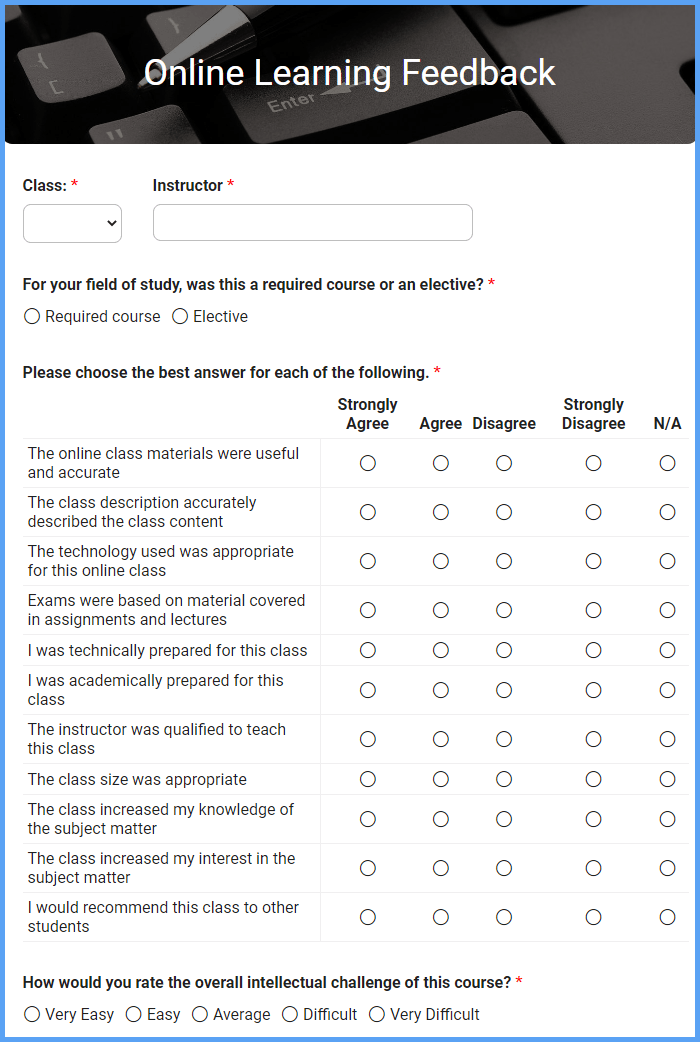 Online Learning Feedback
Enter
Class: *
Instructor *
For your field of study, was this a required course or an elective? *
Required course Elective
Please choose the best answer for each of the following. *
Strongly Agree Agree Disagree Strongly Disagree N/A
The online class materials were useful
and accurate
The class description accurately
described the class content
The technology used was appropriate
for this online class
Exams were based on material covered
in assignments and lectures
I was technically prepared for this class
I was academically prepared for this
class
The instructor was qualified to teach
this class
The class size was appropriate
The class increased my knowledge of
the subject matter
The class increased my interest in the
subject matter
I would recommend this class to other
students
How would you rate the overall intellectual challenge of this course? *
Very Easy Easy Average Difficult Very Difficult